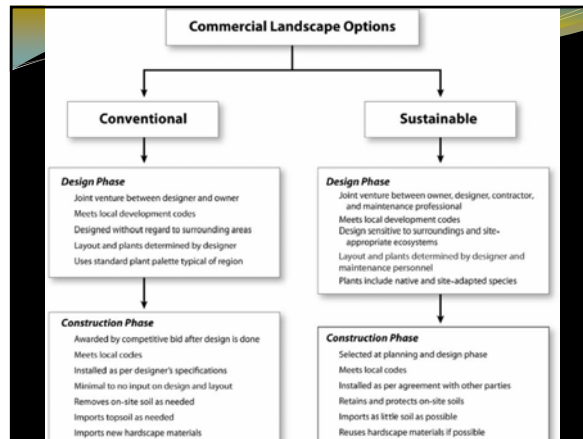 Commercial Landscape Options
Conventional
Sustainable
Design Phase
Joint venture between designer and owner
Meets local development codes
Designed without regard to surrounding areas
Layout and plants determined by designer
Uses standard plant palette typical of region
Design Phase
Joint venture between owner, designer, contractor,
and maintenance professional
Meets local development codes
Design sensitive to surroundings and site-
appropriate ecosystems
Layout and plants determined by designer and
maintenance personnel
Plants include native and site-adapted species
Construction Phase
Awarded by competitive bid after design is done
Meets local codes
Installed as per designer's specifications
Minimal to no input on design and layout
Removes on-site soil as needed
Imports topsoil as needed
Imports new hardscape materials
Construction Phase
Selected at planning and design phase
Meets local codes
Installed as per agreement with other parties
Retains and protects on-site soils
Imports as little soil as possible
Reuses hardscape materials if possible